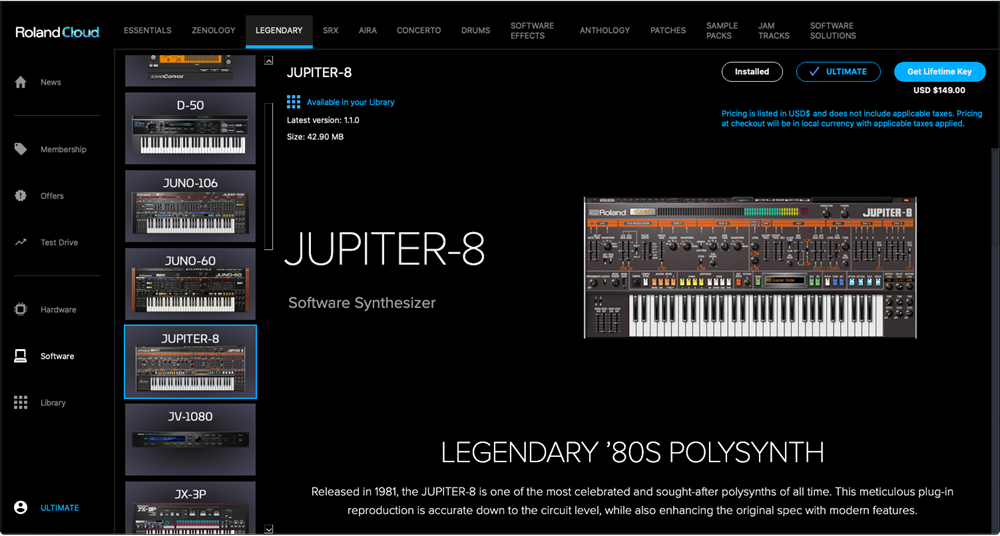 Roland Cloud
ESSENTIALS
ZENOLOGY
LEGENDARY
SRX
AIRA
CONCERTO
DRUMS
SOFTWARE
EFFECTS
ANTHOLOGY
PATCHES
SAMPLE
PACKS
JAM
TRACKS
SOFTWARE
SOLUTIONS
News
Membership
Offers
Test Drive
Hardware
Software
Library
ULTIMATE
D-50
JUNO-106
JUNO-60
JUPITER-8
JV-1080
JX-3P
JUPITER-8
Installed
ULTIMATE
Get Lifetime Key
USD $149.00
Available in your Library
Latest version: 1.1.0
Size: 42.90 MB
Pricing is listed in USD$ and does not include applicable taxes. Pricing
at checkout will be in local currency with applicable taxes applied.
Roland
JUPITER-8
JUPITER-8
Software Synthesizer
LEGENDARY ’80S POLYSYNTH
Released in 1981, the JUPITER-8 is one of the most celebrated and sought-after polysynths of all time. This meticulous plug-in
reproduction is accurate down to the circuit level, while also enhancing the original spec with modern features.